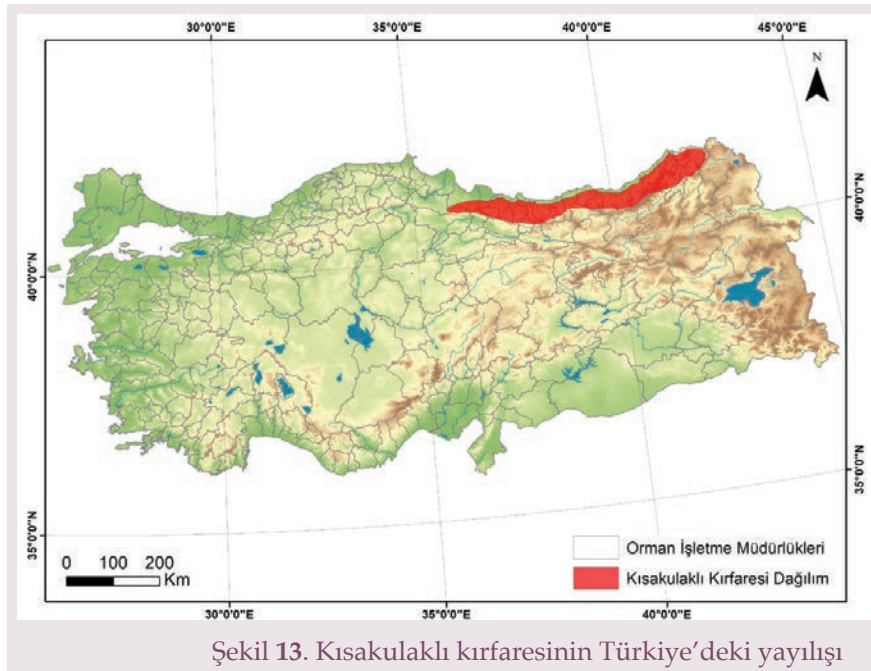 30°0'0"E 35°0'0"E 40°0'0"E 45°0'0"E
N
40°0'0"N
40°0'0"N
35°0'0"N
35°0'0"N
0 100 200
Km
Orman İşletme Müdürlükleri
Kısakulaklı Kırfaresi Dağılım
30°0'0"E 35°0'0"E 40°0'0"E
Şekil 13. Kısakulaklı kırfaresinin Türkiye'deki yayılışı